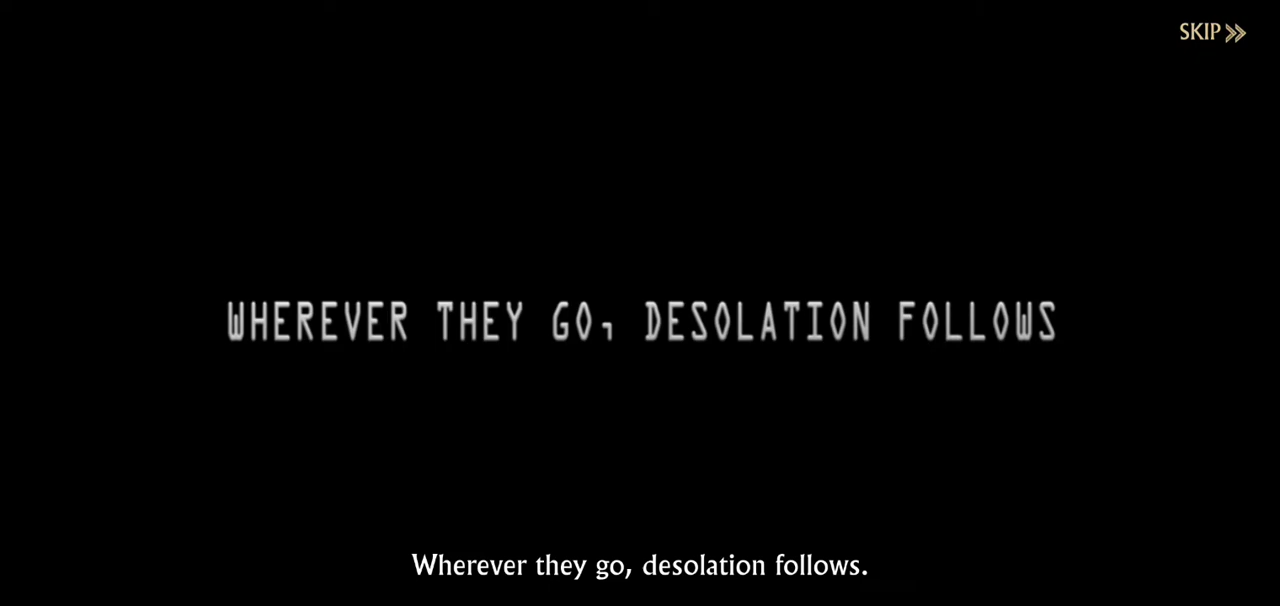 SKIP
WHEREVER THEY GO, DESOLATION FOLLOWS
Wherever they go, desolation follows.